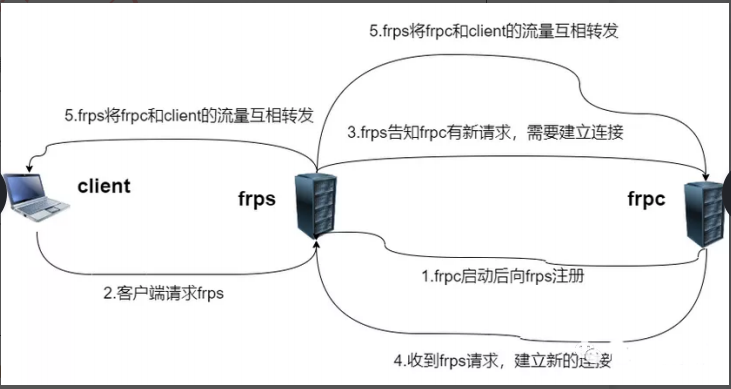 5.frps将frpc和client的流量互相转发
5.frps将frpc和client的流量互相转发
3.frps告知frpc有新请求，需要建立连接
client
frps
frpc
1.frpc启动后向frps注册
2.客户端请求frps
4.收到frps请求，建立新的连接